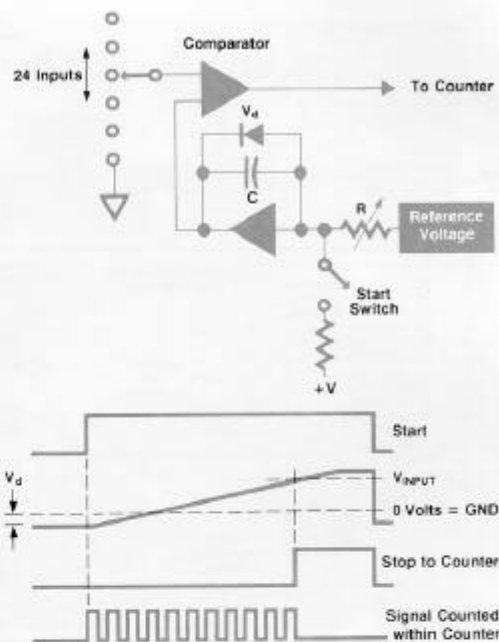 Comparator
24 Inputs
To Counter
Vd
C
R
Reference
Voltage
Start
Switch
+V
Start
Vd
VINPUT
0 Volts = GND
Stop to Counter
Signal Counted
within Counter